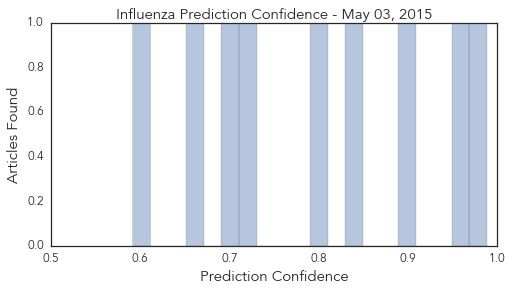 Influenza Prediction Confidence - May 03, 2015
Articles Found
1.0
0.8
0.6
0.4
0.2
0.0
0.5 0.6 0.7 0.8 0.9 1.0
Prediction Confidence